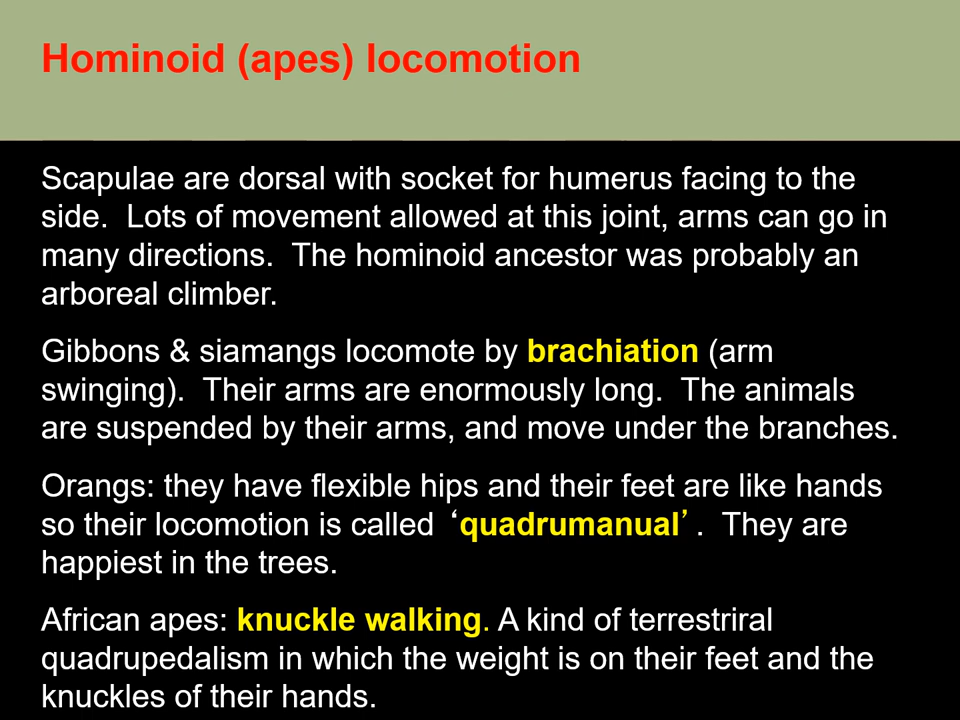 Hominoid (apes) locomotion
Scapulae are dorsal with socket for humerus facing to the
side.  Lots of movement allowed at this joint, arms can go in
many directions.  The hominoid ancestor was probably an
arboreal climber.
Gibbons & siamangs locomote by brachiation (arm
swinging).  Their arms are enormously long.  The animals
are suspended by their arms, and move under the branches.
Orangs: they have flexible hips and their feet are like hands
so their locomotion is called ‘quadrumanual’.  They are
happiest in the trees.
African apes: knuckle walking. A kind of terrestriral
quadrupedalism in which the weight is on their feet and the
knuckles of their hands.